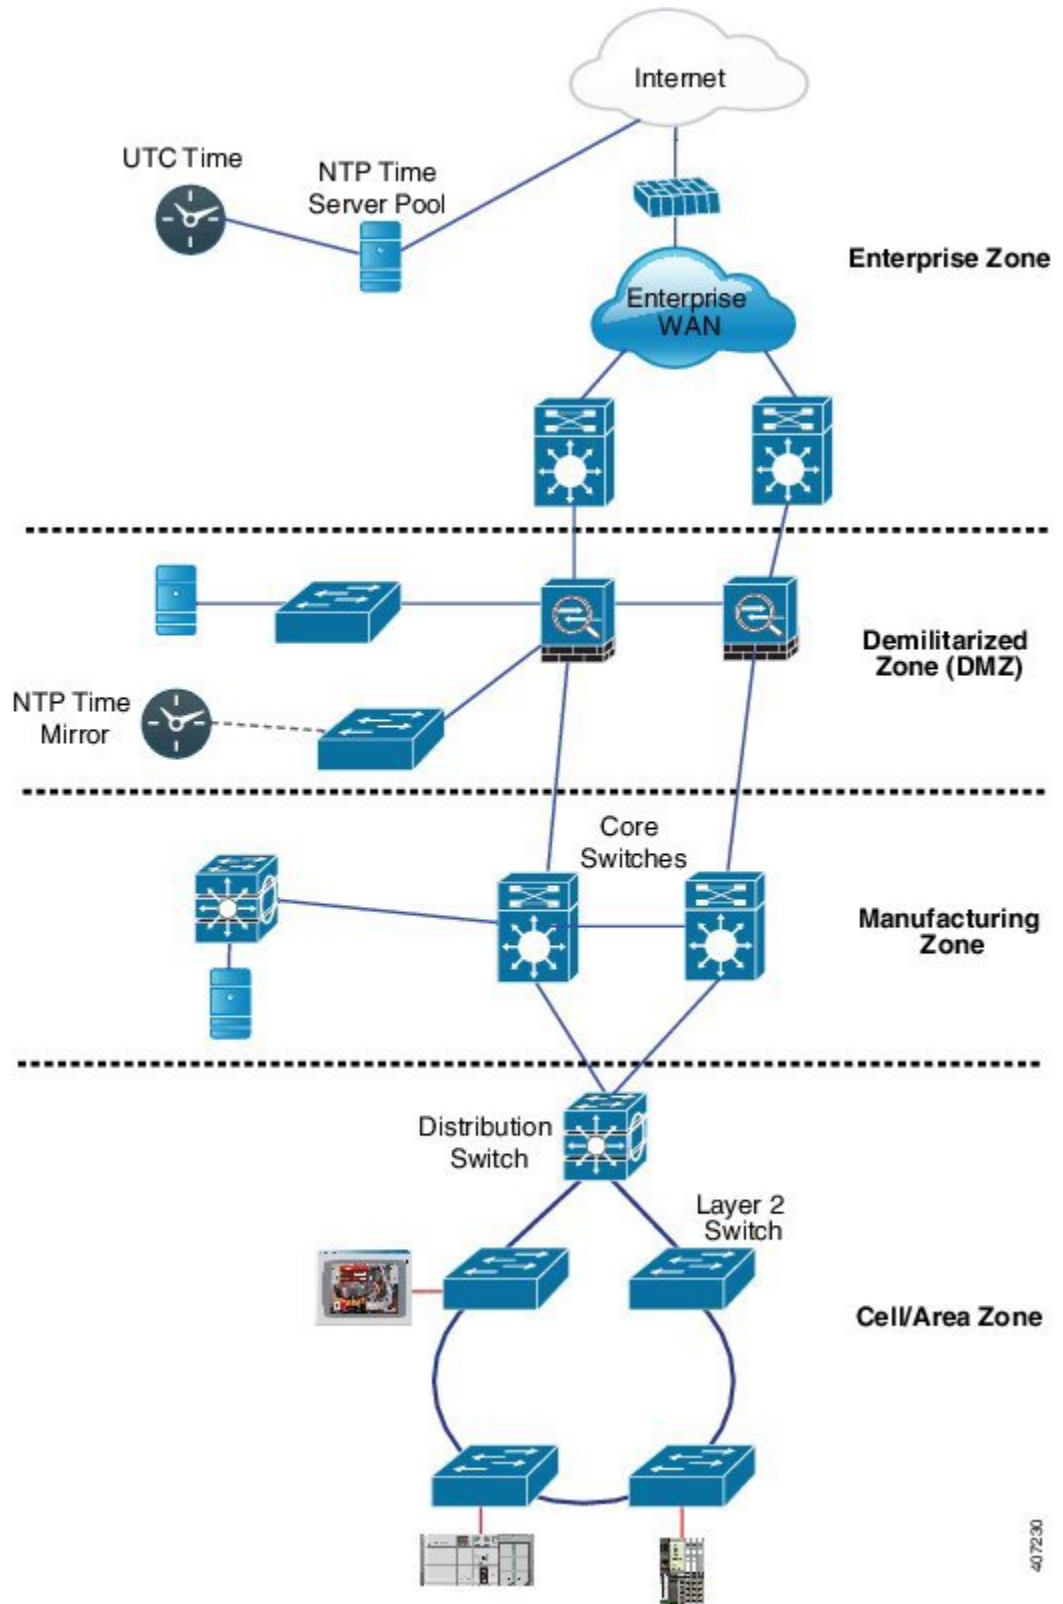 Internet
UTC Time
NTP Time
Server Pool
Enterprise Zone
Enterprise
WAN
Demilitarized
Zone (DMZ)
NTP Time
Mirror
Core
Switches
Manufacturing
Zone
Distribution
Switch
Layer 2
Switch
Cell/Area Zone
407230